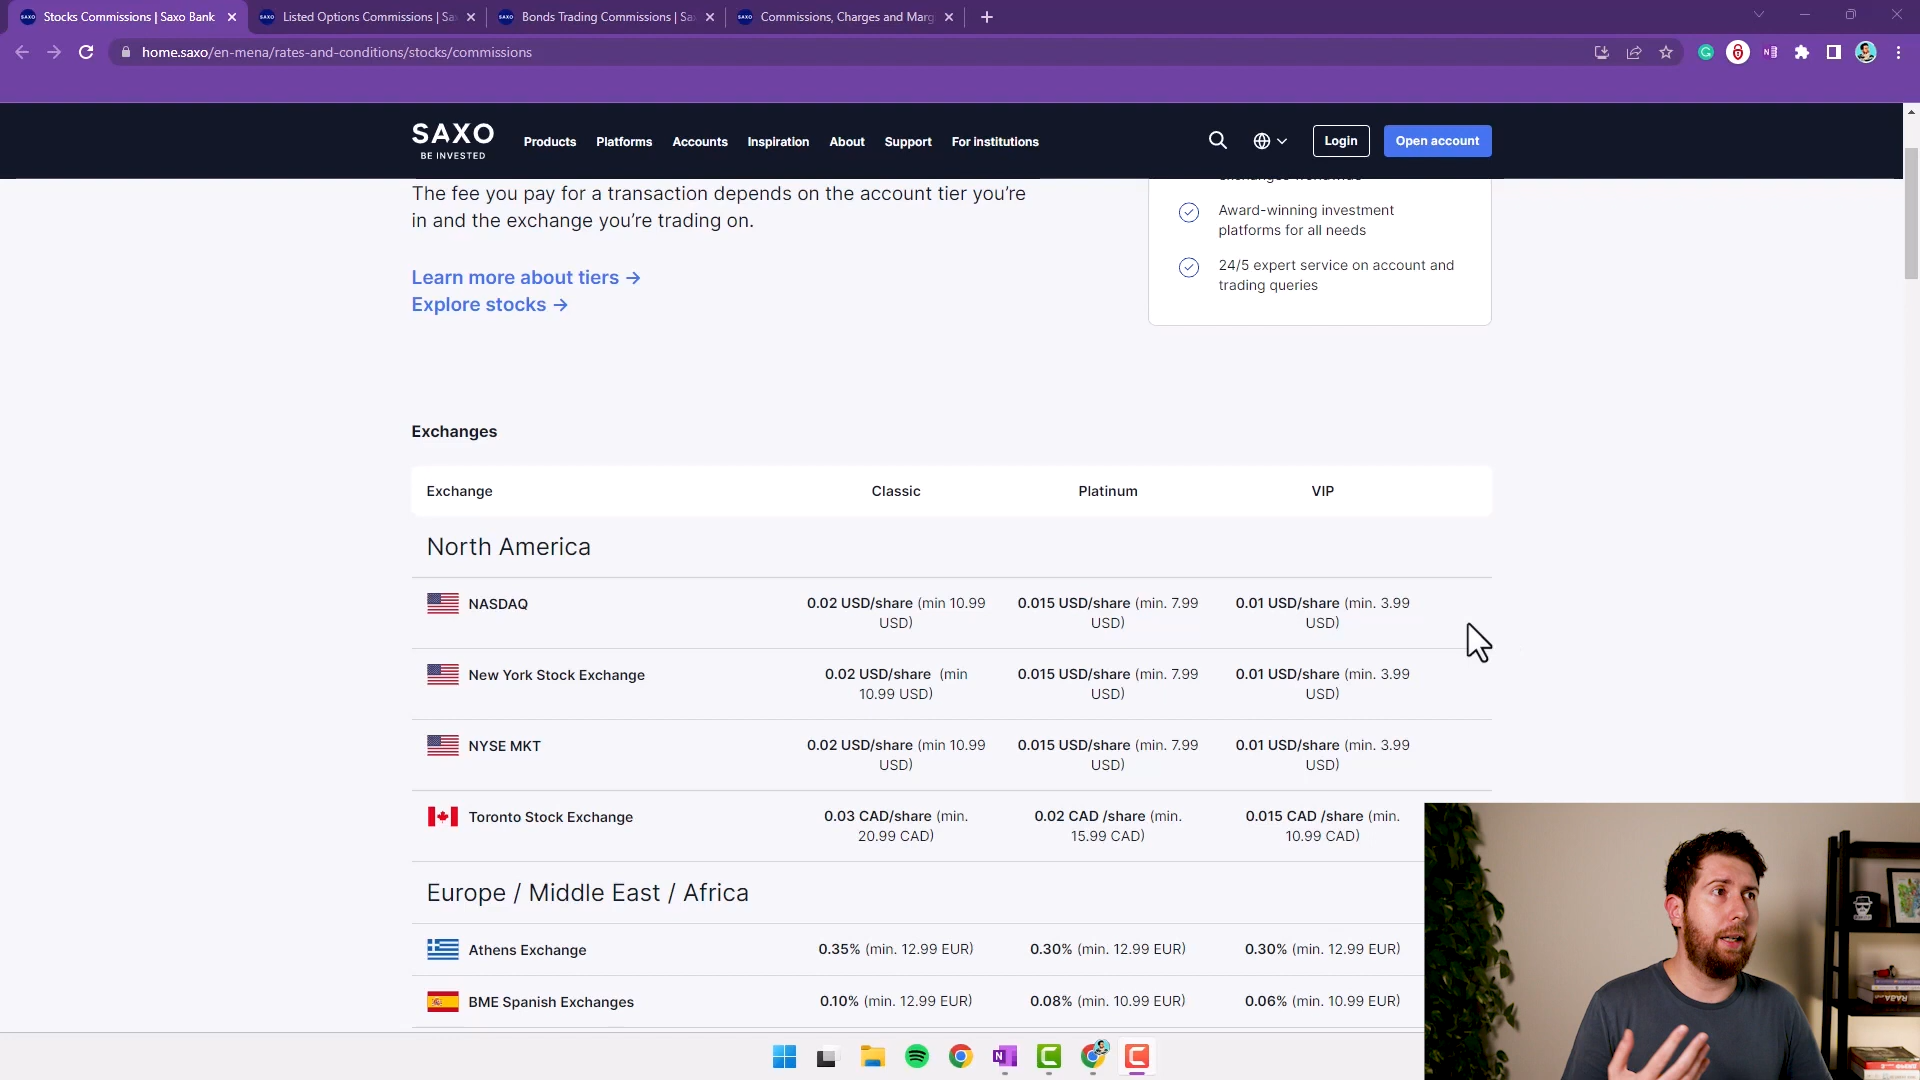 Stocks Commissions | Saxo Bank
Listed Options Commissions | Sa
Bonds Trading Commissions | Sa
Commissions, Charges and Marg
home.saxo/en-mena/rates-and-conditions/stocks/commissions
SAXO
BE INVESTED
Products
Platforms
Accounts
Inspiration
About
Support
For institutions
Login
Open account
The fee you pay for a transaction depends on the account tier you’re
in and the exchange you’re trading on.
Learn more about tiers →
Explore stocks →
exchanges worldwide
Award-winning investment
platforms for all needs
24/5 expert service on account and
trading queries
Exchanges
Exchange Classic Platinum VIP
North America
NASDAQ 0.02 USD/share (min 10.99 0.015 USD/share (min. 7.99 0.01 USD/share (min. 3.99
USD) USD) USD)
New York Stock Exchange 0.02 USD/share (min 0.015 USD/share (min. 7.99 0.01 USD/share (min. 3.99
10.99 USD) USD) USD)
NYSE MKT 0.02 USD/share (min 10.99 0.015 USD/share (min. 7.99 0.01 USD/share (min. 3.99
USD) USD) USD)
Toronto Stock Exchange 0.03 CAD/share (min. 0.02 CAD /share (min. 0.015 CAD /share (min.
20.99 CAD) 15.99 CAD) 10.99 CAD)
Europe / Middle East / Africa
Athens Exchange 0.35% (min. 12.99 EUR) 0.30% (min. 12.99 EUR) 0.30% (min. 12.99 EUR)
BME Spanish Exchanges 0.10% (min. 12.99 EUR) 0.08% (min. 10.99 EUR) 0.06% (min. 10.99 EUR)